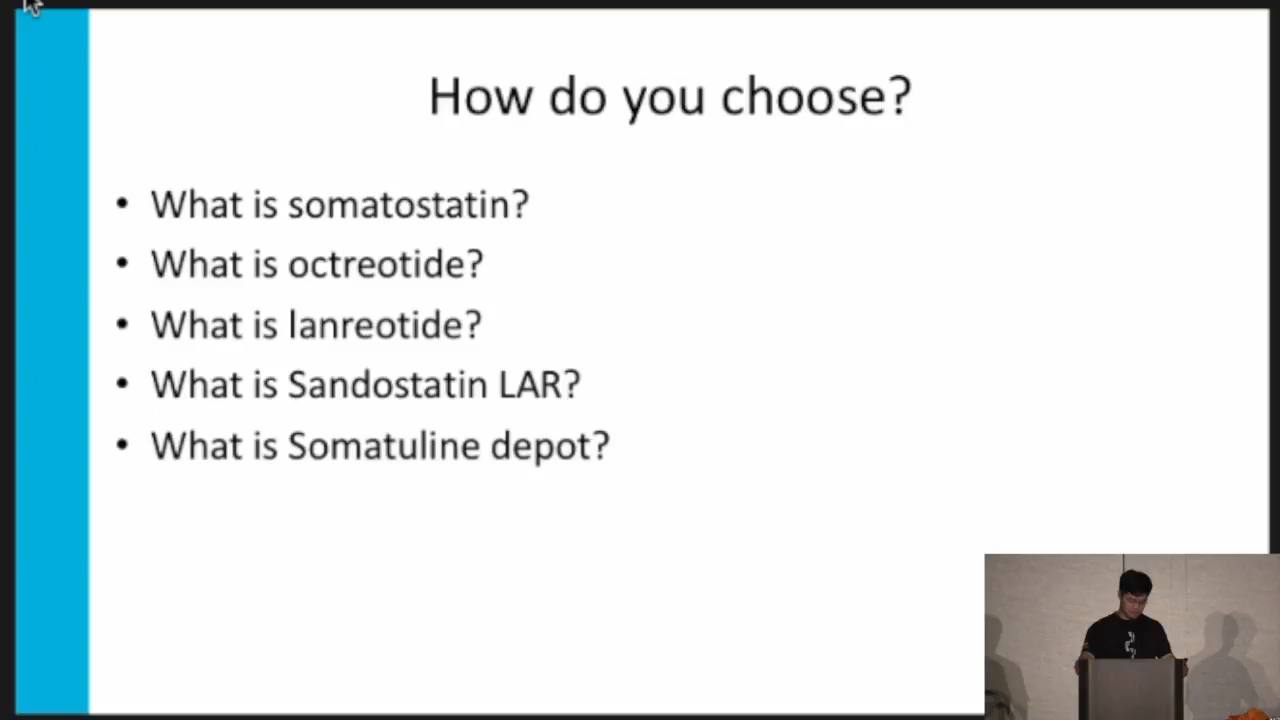 How do you choose?
• What is somatostatin?
• What is octreotide?
• What is lanreotide?
• What is Sandostatin LAR?
• What is Somatuline depot?